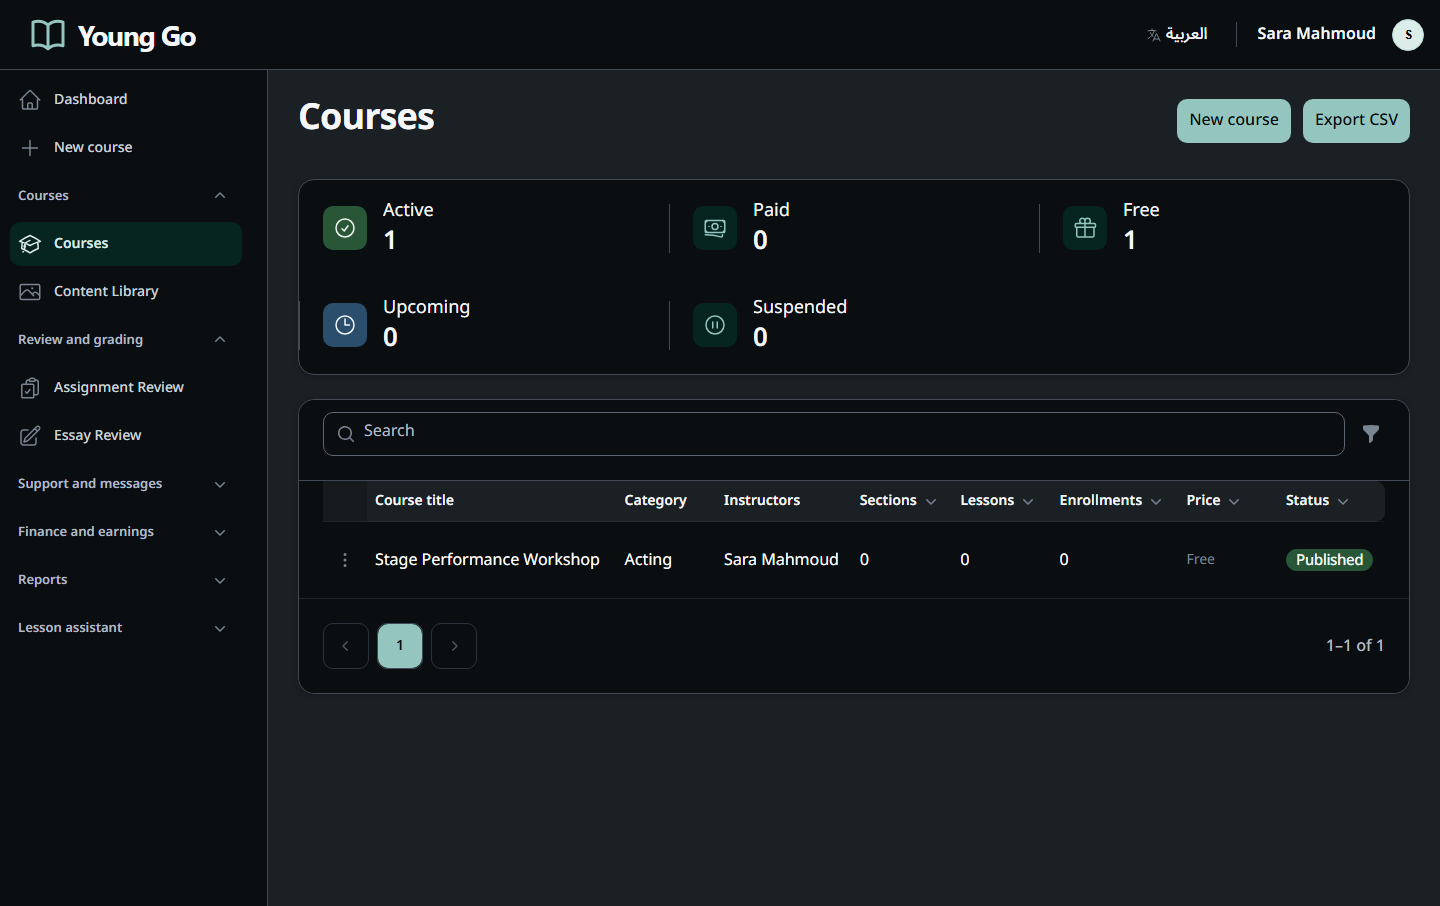 Young Go
العربية
Sara Mahmoud
S
Dashboard
New course
Courses
Courses
Content Library
Review and grading
Assignment Review
Essay Review
Support and messages
Finance and earnings
Reports
Lesson assistant
Courses
New course
Export CSV
Active
1
Paid
0
Free
1
Upcoming
0
Suspended
0
Search
Course title Category Instructors Sections Lessons Enrollments Price Status
Stage Performance Workshop Acting Sara Mahmoud 0 0 0 Free Published
1
1–1 of 1